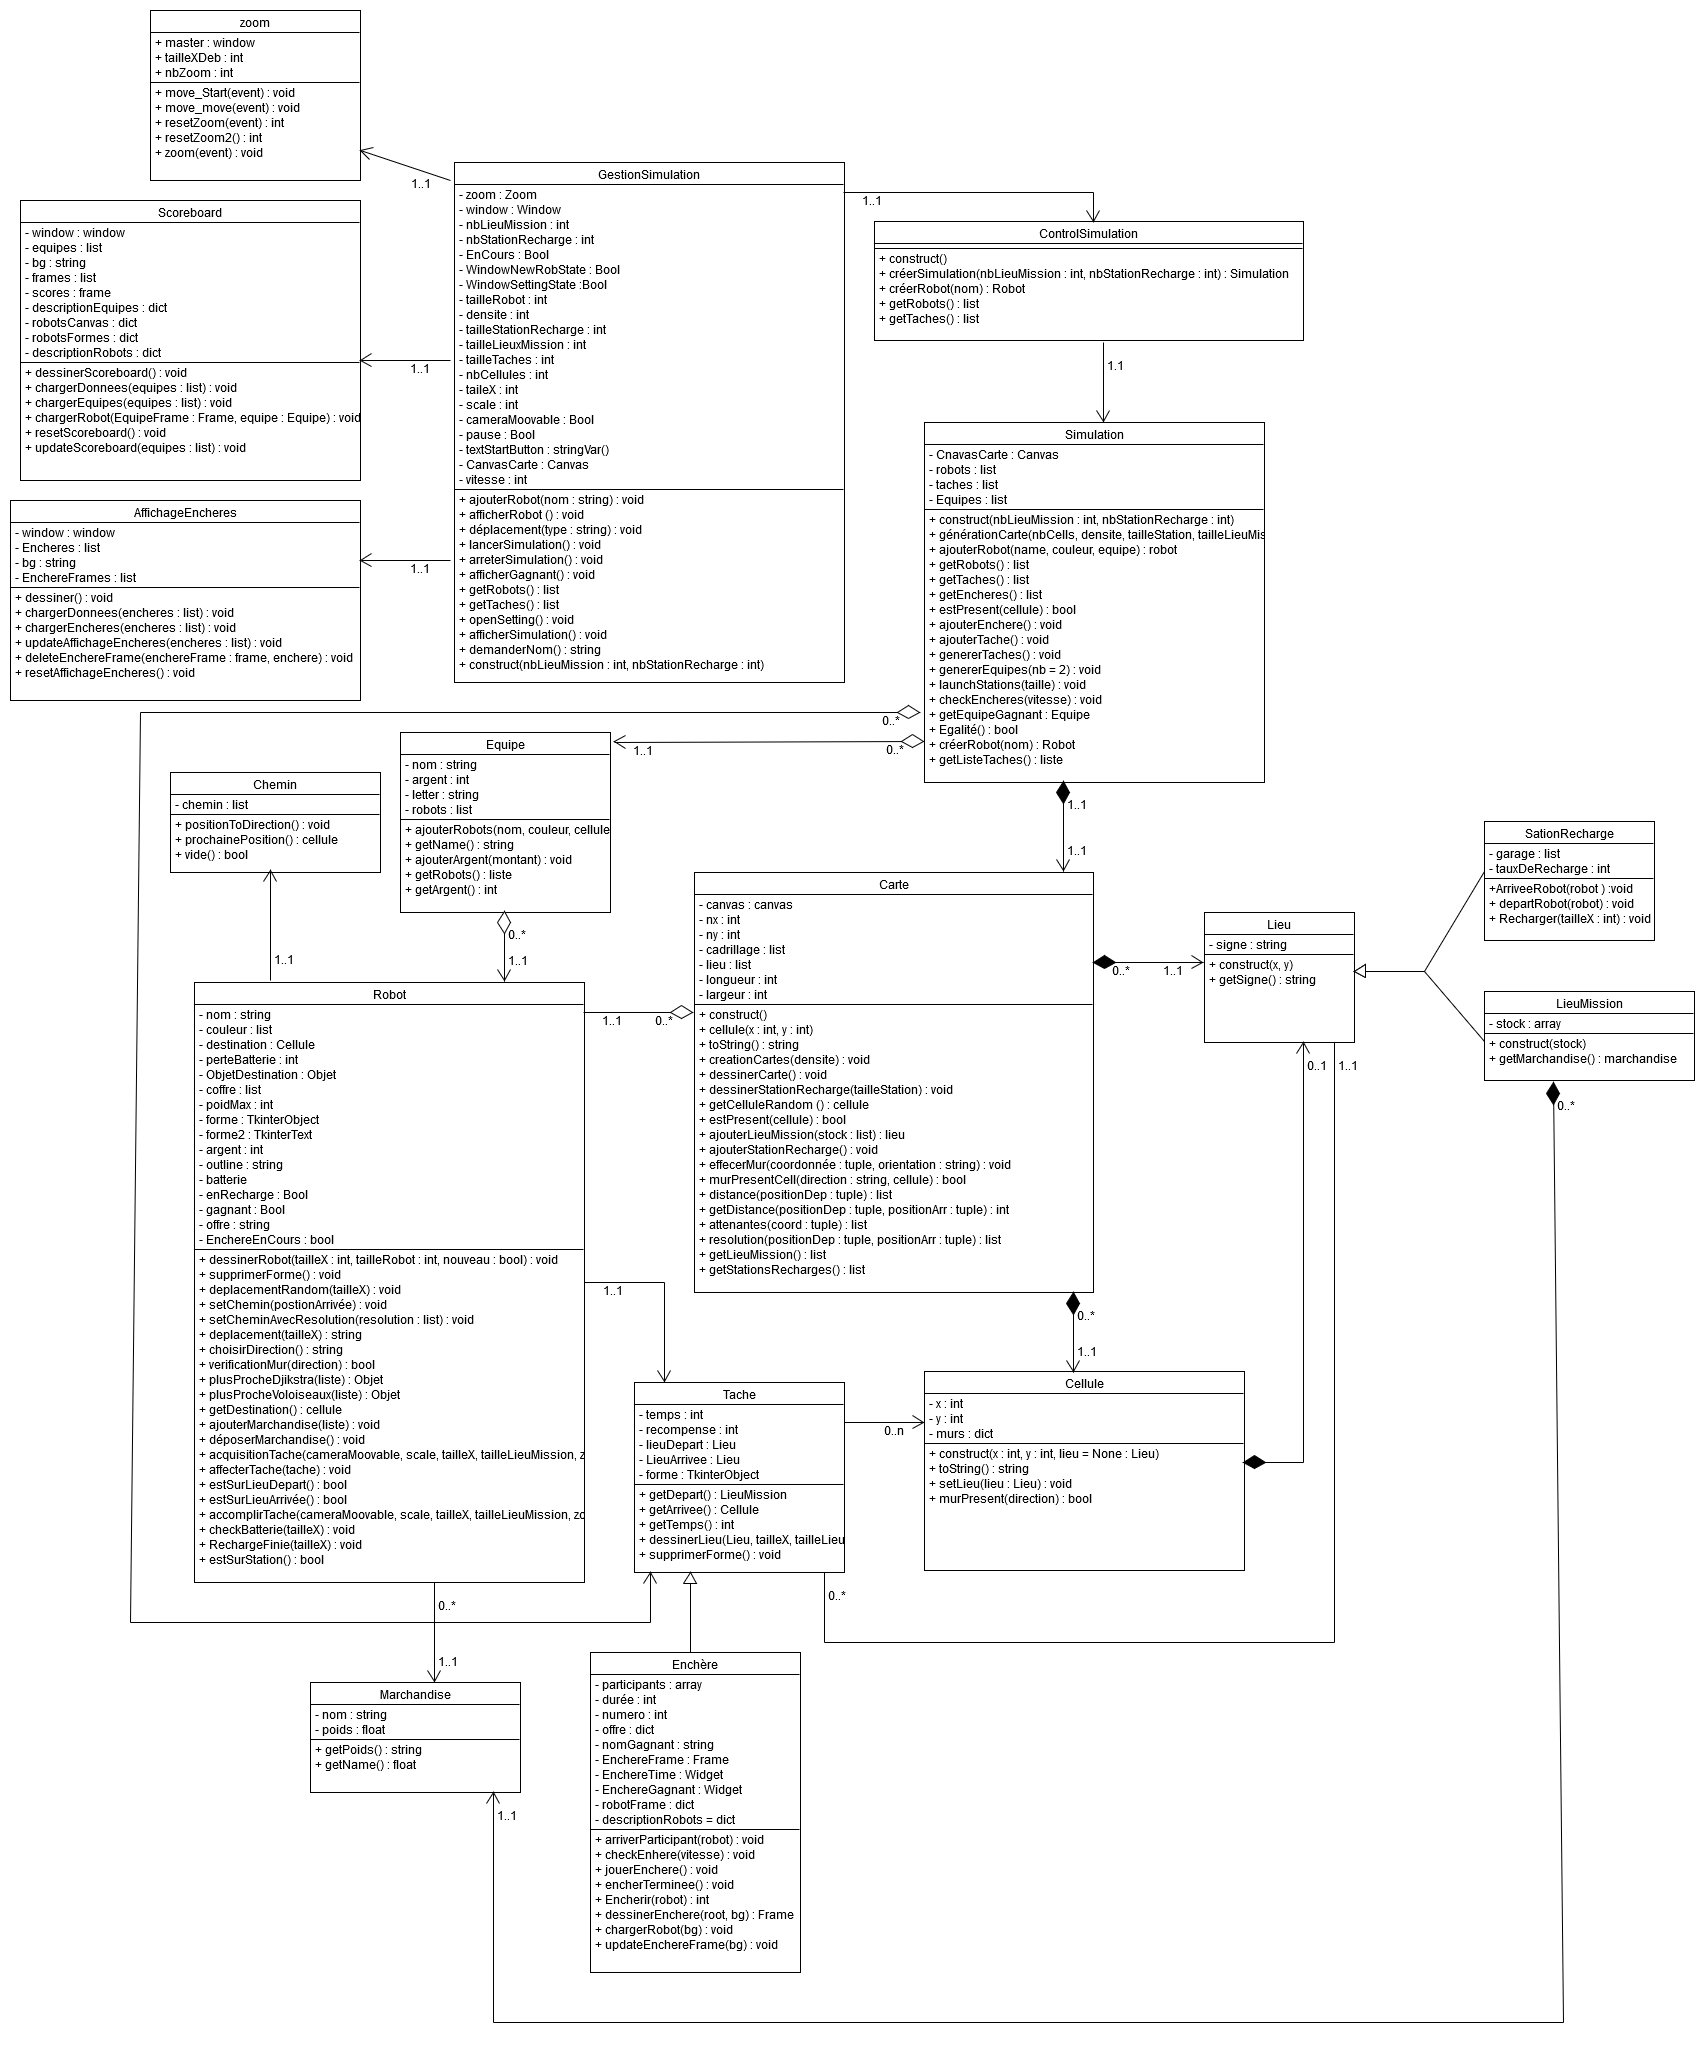 zoom
+ master : window
+ tailleXDeb : int
+ nbZoom : int
+ move_Start(event) : void
+ move_move(event) : void
+ resetZoom(event) : int
+ resetZoom2() : int
+ zoom(event) : void
1..1
Scoreboard
- window : window
- equipes : list
- bg : string
- frames : list
- scores : frame
- descriptionEquipes : dict
- robotsCanvas : dict
- robotsFormes : dict
- descriptionRobots : dict
+ dessinerScoreboard() : void
+ chargerDonnees(equipes : list) : void
+ chargerEquipes(equipes : list) : void
+ chargerRobot(EquipeFrame : Frame, equipe : Equipe) : void
+ resetScoreboard() : void
+ updateScoreboard(equipes : list) : void
1..1
AffichageEncheres
- window : window
- Encheres : list
- bg : string
- EnchereFrames : list
+ dessiner() : void
+ chargerDonnees(encheres : list) : void
+ chargerEncheres(encheres : list) : void
+ updateAffichageEncheres(encheres : list) : void
+ deleteEnchereFrame(enchereFrame : frame, enchere) : void
+ resetAffichageEncheres() : void
1..1
GestionSimulation
- zoom : Zoom
- window : Window
- nbLieuMission : int
- nbStationRecharge : int
- EnCours : Bool
- WindowNewRobState : Bool
- WindowSettingState :Bool
- tailleRobot : int
- densite : int
- tailleStationRecharge : int
- tailleLieuxMission : int
- tailleTaches : int
- nbCellules : int
- taileX : int
- scale : int
- cameraMoovable : Bool
- pause : Bool
- textStartButton : stringVar()
- CanvasCarte : Canvas
- vitesse : int
+ ajouterRobot(nom : string) : void
+ afficherRobot () : void
+ déplacement(type : string) : void
+ lancerSimulation() : void
+ arreterSimulation() : void
+ afficherGagnant() : void
+ getRobots() : list
+ getTaches() : list
+ openSetting() : void
+ afficherSimulation() : void
+ demanderNom() : string
+ construct(nbLieuMission : int, nbStationRecharge : int)
1..1
ControlSimulation
+ construct()
+ créerSimulation(nbLieuMission : int, nbStationRecharge : int) : Simulation
+ créerRobot(nom) : Robot
+ getRobots() : list
+ getTaches() : list
1.1
Simulation
- CnavasCarte : Canvas
- robots : list
- taches : list
- Equipes : list
+ construct(nbLieuMission : int, nbStationRecharge : int)
+ générationCarte(nbCells, densite, tailleStation, tailleLieuMis
+ ajouterRobot(name, couleur, equipe) : robot
+ getRobots() : list
+ getTaches() : list
+ getEncheres() : list
+ estPresent(cellule) : bool
+ ajouterEnchere() : void
+ ajouterTache() : void
+ genererTaches() : void
+ genererEquipes(nb = 2) : void
+ launchStations(taille) : void
+ checkEncheres(vitesse) : void
+ getEquipeGagnant : Equipe
+ Egalité() : bool
+ créerRobot(nom) : Robot
+ getListeTaches() : liste
0..*
0..*
1..1
1..1
1..1
Equipe
- nom : string
- argent : int
- letter : string
- robots : list
+ ajouterRobots(nom, couleur, cellule
+ getName() : string
+ ajouterArgent(montant) : void
+ getRobots() : liste
+ getArgent() : int
0..*
1..1
Chemin
- chemin : list
+ positionToDirection() : void
+ prochainePosition() : cellule
+ vide() : bool
1..1
Carte
- canvas : canvas
- nx : int
- ny : int
- cadrillage : list
- lieu : list
- longueur : int
- largeur : int
+ construct()
+ cellule(x : int, y : int)
+ toString() : string
+ creationCartes(densite) : void
+ dessinerCarte() : void
+ dessinerStationRecharge(tailleStation) : void
+ getCelluleRandom () : cellule
+ estPresent(cellule) : bool
+ ajouterLieuMission(stock : list) : lieu
+ ajouterStationRecharge() : void
+ effecerMur(coordonnée : tuple, orientation : string) : void
+ murPresentCell(direction : string, cellule) : bool
+ distance(positionDep : tuple) : list
+ getDistance(positionDep : tuple, positionArr : tuple) : int
+ attenantes(coord : tuple) : list
+ resolution(positionDep : tuple, positionArr : tuple) : list
+ getLieuMission() : list
+ getStationsRecharges() : list
0..*
1..1
1..1
0..*
0..*
1..1
Lieu
- signe : string
+ construct(x, y)
+ getSigne() : string
0..1
1..1
SationRecharge
- garage : list
- tauxDeRecharge : int
+ArriveeRobot(robot ) :void
+ departRobot(robot) : void
+ Recharger(tailleX : int) : void
LieuMission
- stock : array
+ construct(stock)
+ getMarchandise() : marchandise
0..*
Robot
- nom : string
- couleur : list
- destination : Cellule
- perteBatterie : int
- ObjetDestination : Objet
- coffre : list
- poidMax : int
- forme : TkinterObject
- forme2 : TkinterText
- argent : int
- outline : string
- batterie
- enRecharge : Bool
- gagnant : Bool
- offre : string
- EnchereEnCours : bool
+ dessinerRobot(tailleX : int, tailleRobot : int, nouveau : bool) : void
+ supprimerForme() : void
+ deplacementRandom(tailleX) : void
+ setChemin(postionArrivée) : void
+ setCheminAvecResolution(resolution : list) : void
+ deplacement(tailleX) : string
+ choisirDirection() : string
+ verificationMur(direction) : bool
+ plusProcheDjikstra(liste) : Objet
+ plusProcheVoloiseaux(liste) : Objet
+ getDestination() : cellule
+ ajouterMarchandise(liste) : void
+ déposerMarchandise() : void
+ acquisitionTache(cameraMoovable, scale, tailleX, tailleLieuMission, z
+ affecterTache(tache) : void
+ estSurLieuDepart() : bool
+ estSurLieuArrivée() : bool
+ accomplirTache(cameraMoovable, scale, tailleX, tailleLieuMission, zo
+ checkBatterie(tailleX) : void
+ RechargeFinie(tailleX) : void
+ estSurStation() : bool
1..1
0..*
1..1
Tache
- temps : int
- recompense : int
- lieuDepart : Lieu
- LieuArrivee : Lieu
- forme : TkinterObject
+ getDepart() : LieuMission
+ getArrivee() : Cellule
+ getTemps() : int
+ dessinerLieu(Lieu, tailleX, tailleLieu
+ supprimerForme() : void
0..n
0..*
Cellule
- x : int
- y : int
- murs : dict
+ construct(x : int, y : int, lieu = None : Lieu)
+ toString() : string
+ setLieu(lieu : Lieu) : void
+ murPresent(direction) : bool
Marchandise
- nom : string
- poids : float
+ getPoids() : string
+ getName() : float
1..1
Enchère
- participants : array
- durée : int
- numero : int
- offre : dict
- nomGagnant : string
- EnchereFrame : Frame
- EnchereTime : Widget
- EnchereGagnant : Widget
- robotFrame : dict
- descriptionRobots = dict
+ arriverParticipant(robot) : void
+ checkEnhere(vitesse) : void
+ jouerEnchere() : void
+ encherTerminee() : void
+ Encherir(robot) : int
+ dessinerEnchere(root, bg) : Frame
+ chargerRobot(bg) : void
+ updateEnchereFrame(bg) : void